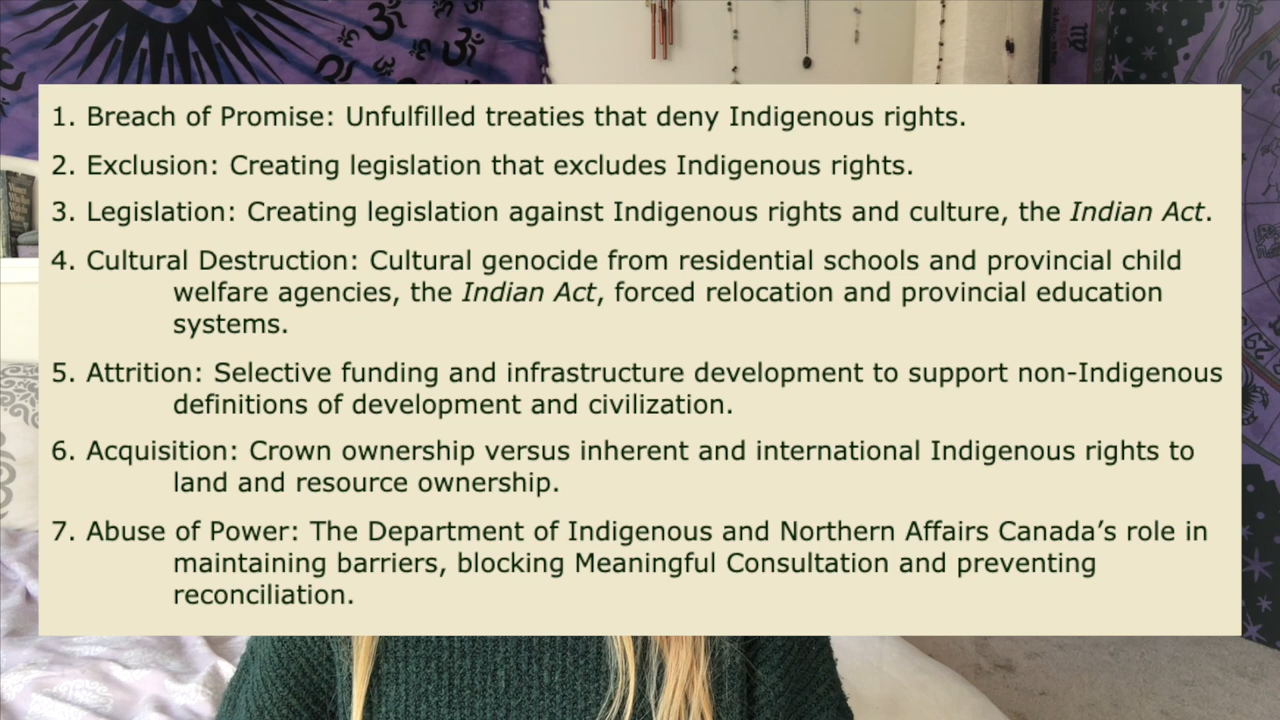 1. Breach of Promise: Unfulfilled treaties that deny Indigenous rights.
2. Exclusion: Creating legislation that excludes Indigenous rights.
3. Legislation: Creating legislation against Indigenous rights and culture, the Indian Act.
4. Cultural Destruction: Cultural genocide from residential schools and provincial child
welfare agencies, the Indian Act, forced relocation and provincial education
systems.
5. Attrition: Selective funding and infrastructure development to support non-Indigenous
definitions of development and civilization.
6. Acquisition: Crown ownership versus inherent and international Indigenous rights to
land and resource ownership.
7. Abuse of Power: The Department of Indigenous and Northern Affairs Canada’s role in
maintaining barriers, blocking Meaningful Consultation and preventing
reconciliation.